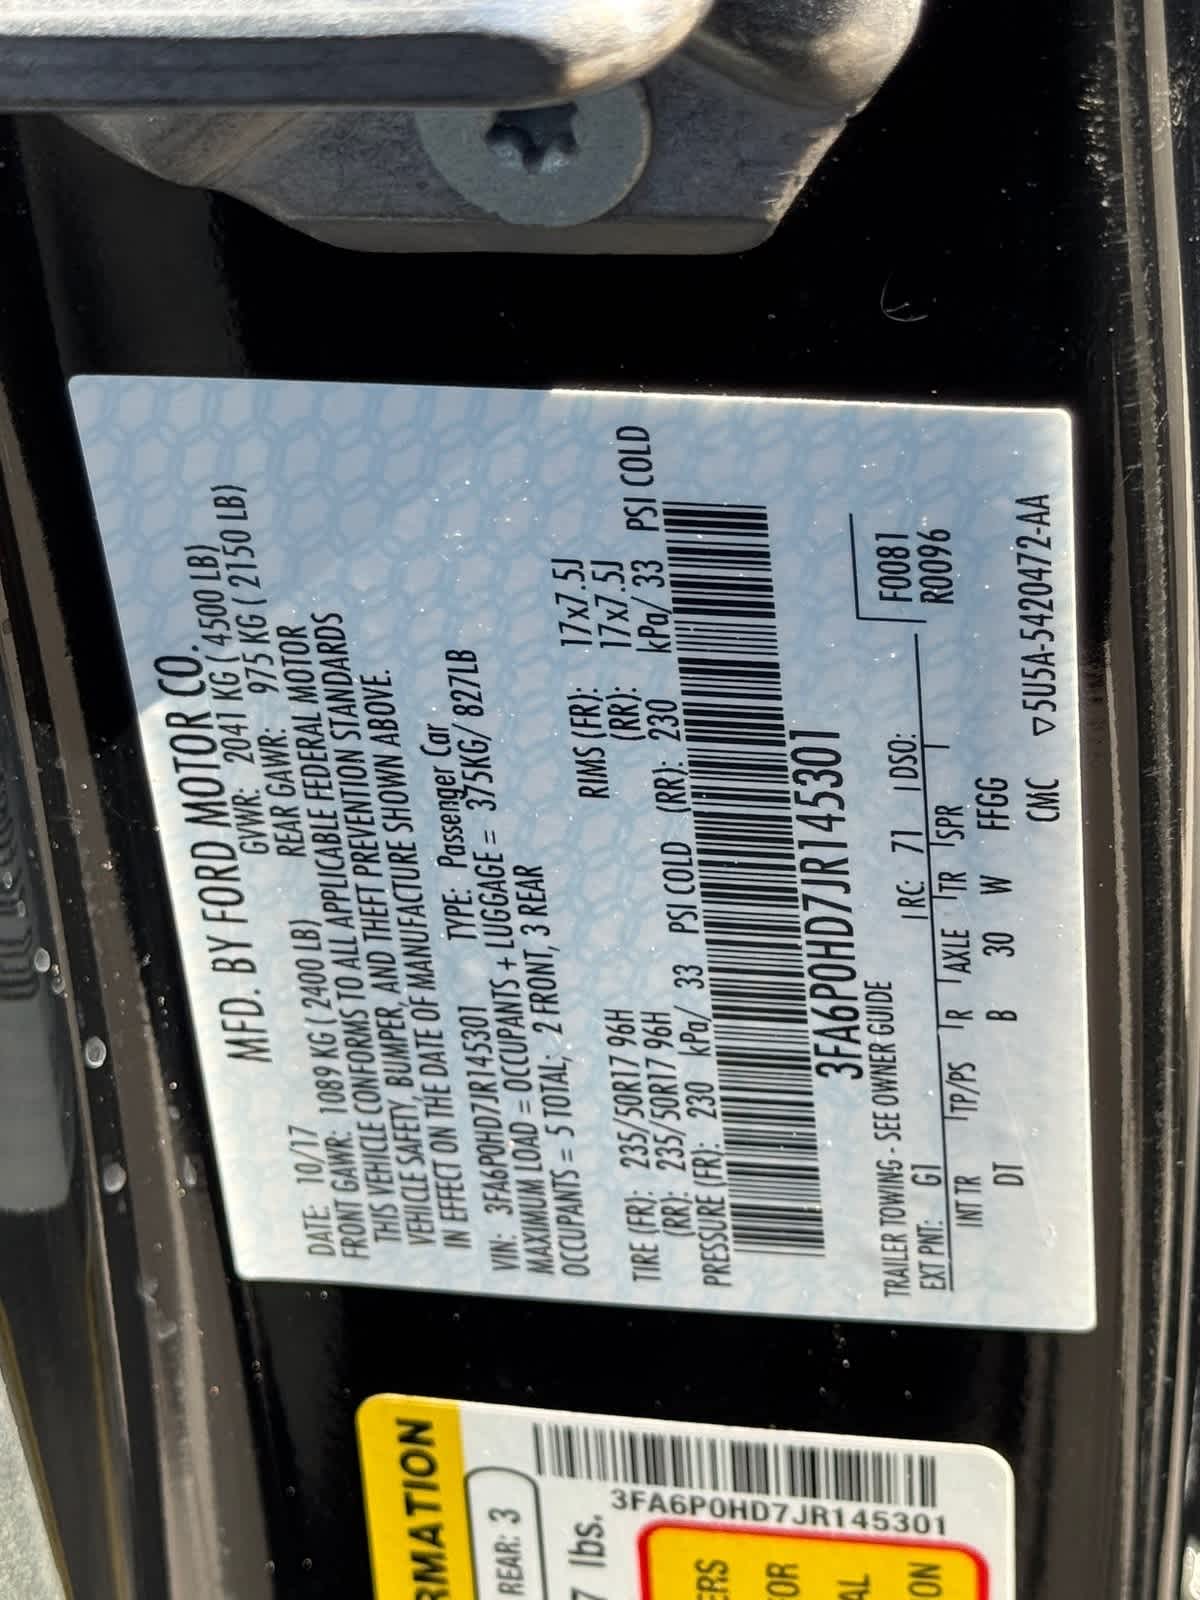 MFD. BY FORD MOTOR CO.
DATE: 10/17 GVWR: 2041 KG ( 4500 LB)
FRONT GAWR: 1089 KG ( 2400 LB) REAR GAWR: 975 KG ( 2150 LB)
THIS VEHICLE CONFORMS TO ALL APPLICABLE FEDERAL MOTOR
VEHICLE SAFETY, BUMPER, AND THEFT PREVENTION STANDARDS
IN EFFECT ON THE DATE OF MANUFACTURE SHOWN ABOVE.
VIN: 3FA6P0HD7JR145301 TYPE: Passenger Car
MAXIMUM LOAD = OCCUPANTS + LUGGAGE = 375KG/ 827LB
OCCUPANTS = 5 TOTAL; 2 FRONT, 3 REAR
TIRE (FR): 235/50R17 96H RIMS (FR): 17x7.5J
(RR): 235/50R17 96H (RR): 17x7.5J
PRESSURE (FR): 230 kPa/ 33 PSI COLD (RR): 230 kPa/ 33 PSI COLD
3FA6P0HD7JR145301
TRAILER TOWING - SEE OWNER GUIDE
F0081
EXT PNT: G1 RC: 71 DSO: R0096
INT TR TP/PS R AXLE TR SPR
DT B 30 W FFGG
CMC ▽5U5A-5420472-AA
RMATION
REAR: 3
7 lbs.
3FA6P0HD7JR145301
ERS
OR
AL
ON